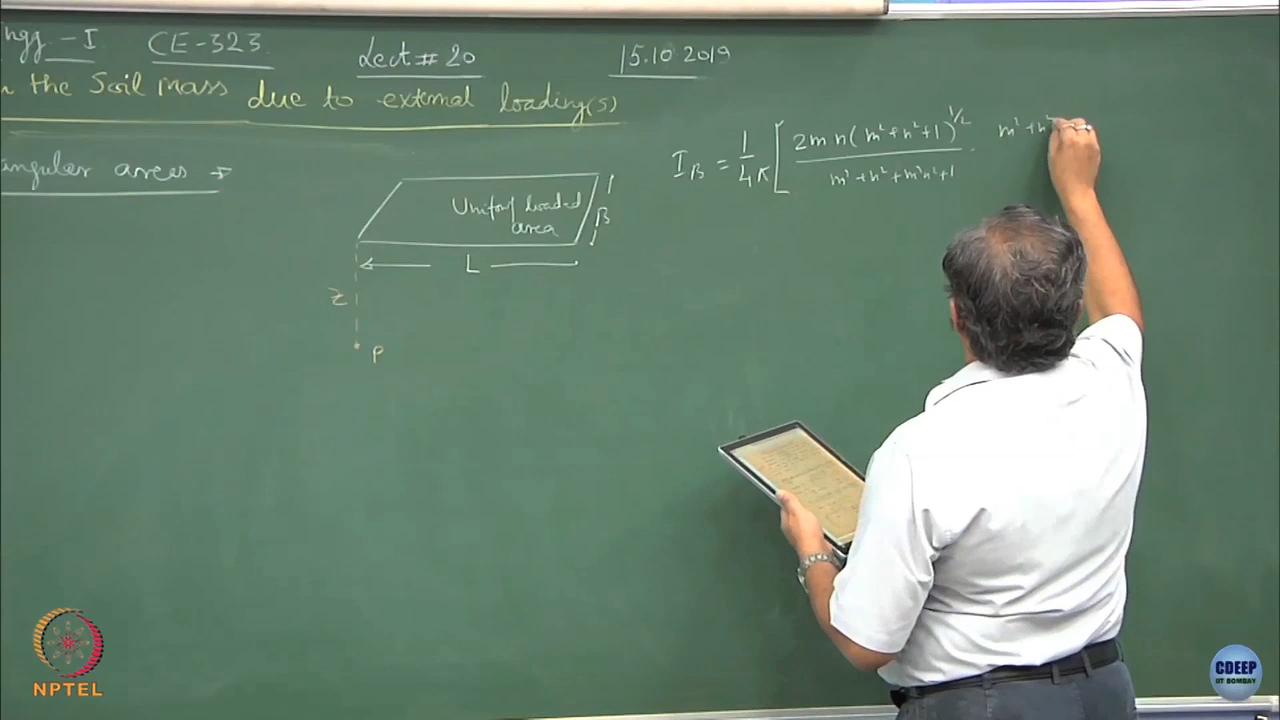 ngg - I CE-323 Lect # 20 15.10 2019
n the Soil Mass due to external loading(s)
angular areas →
I_B = 1/4π [ 2mn(m²+n²+1)^1/2 / m²+n²+m²n²+1 . m²+n²
Uniform loaded
area
B
L
Z
P
NPTEL
CDEEP
IIT BOMBAY